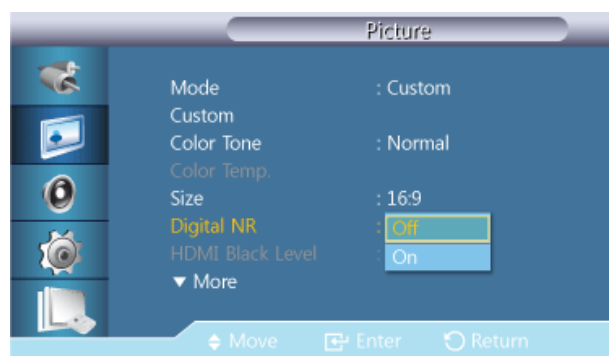 Picture
Mode : Custom
Custom
Color Tone : Normal
Color Temp.
Size : 16:9
Digital NR : Off
HDMI Black Level : On
▼ More
Move Enter Return